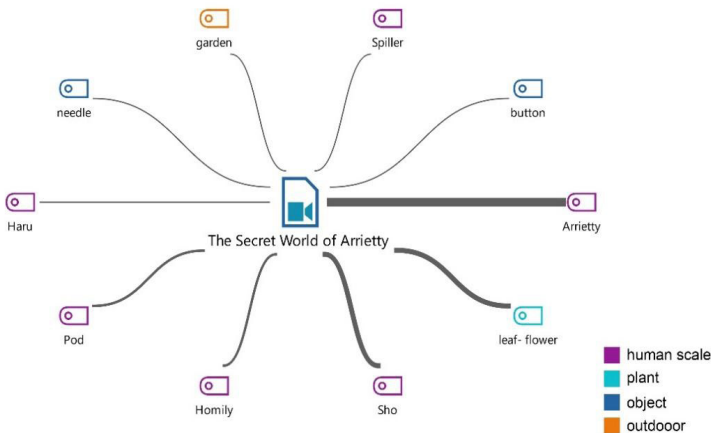 garden
Spiller
needle
button
Haru
The Secret World of Arrietty
Arrietty
Pod
leaf- flower
Homily
Sho
human scale
plant
object
outdooor